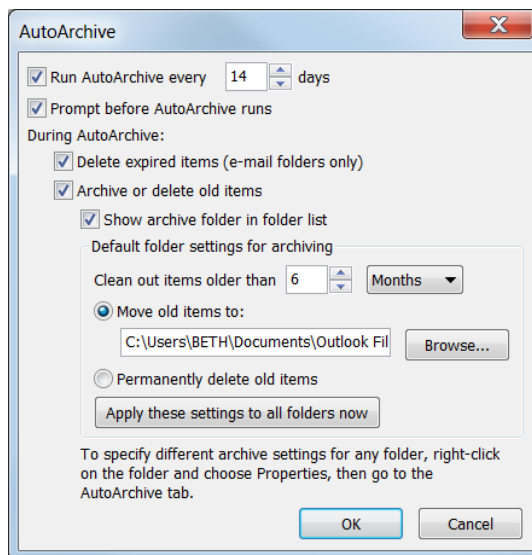 AutoArchive
Run AutoArchive every 14 days
Prompt before AutoArchive runs
During AutoArchive:
Delete expired items (e-mail folders only)
Archive or delete old items
Show archive folder in folder list
Default folder settings for archiving
Clean out items older than 6 Months
Move old items to:
C:\Users\BETH\Documents\Outlook Fil Browse...
Permanently delete old items
Apply these settings to all folders now
To specify different archive settings for any folder, right-click
on the folder and choose Properties, then go to the
AutoArchive tab.
OK Cancel